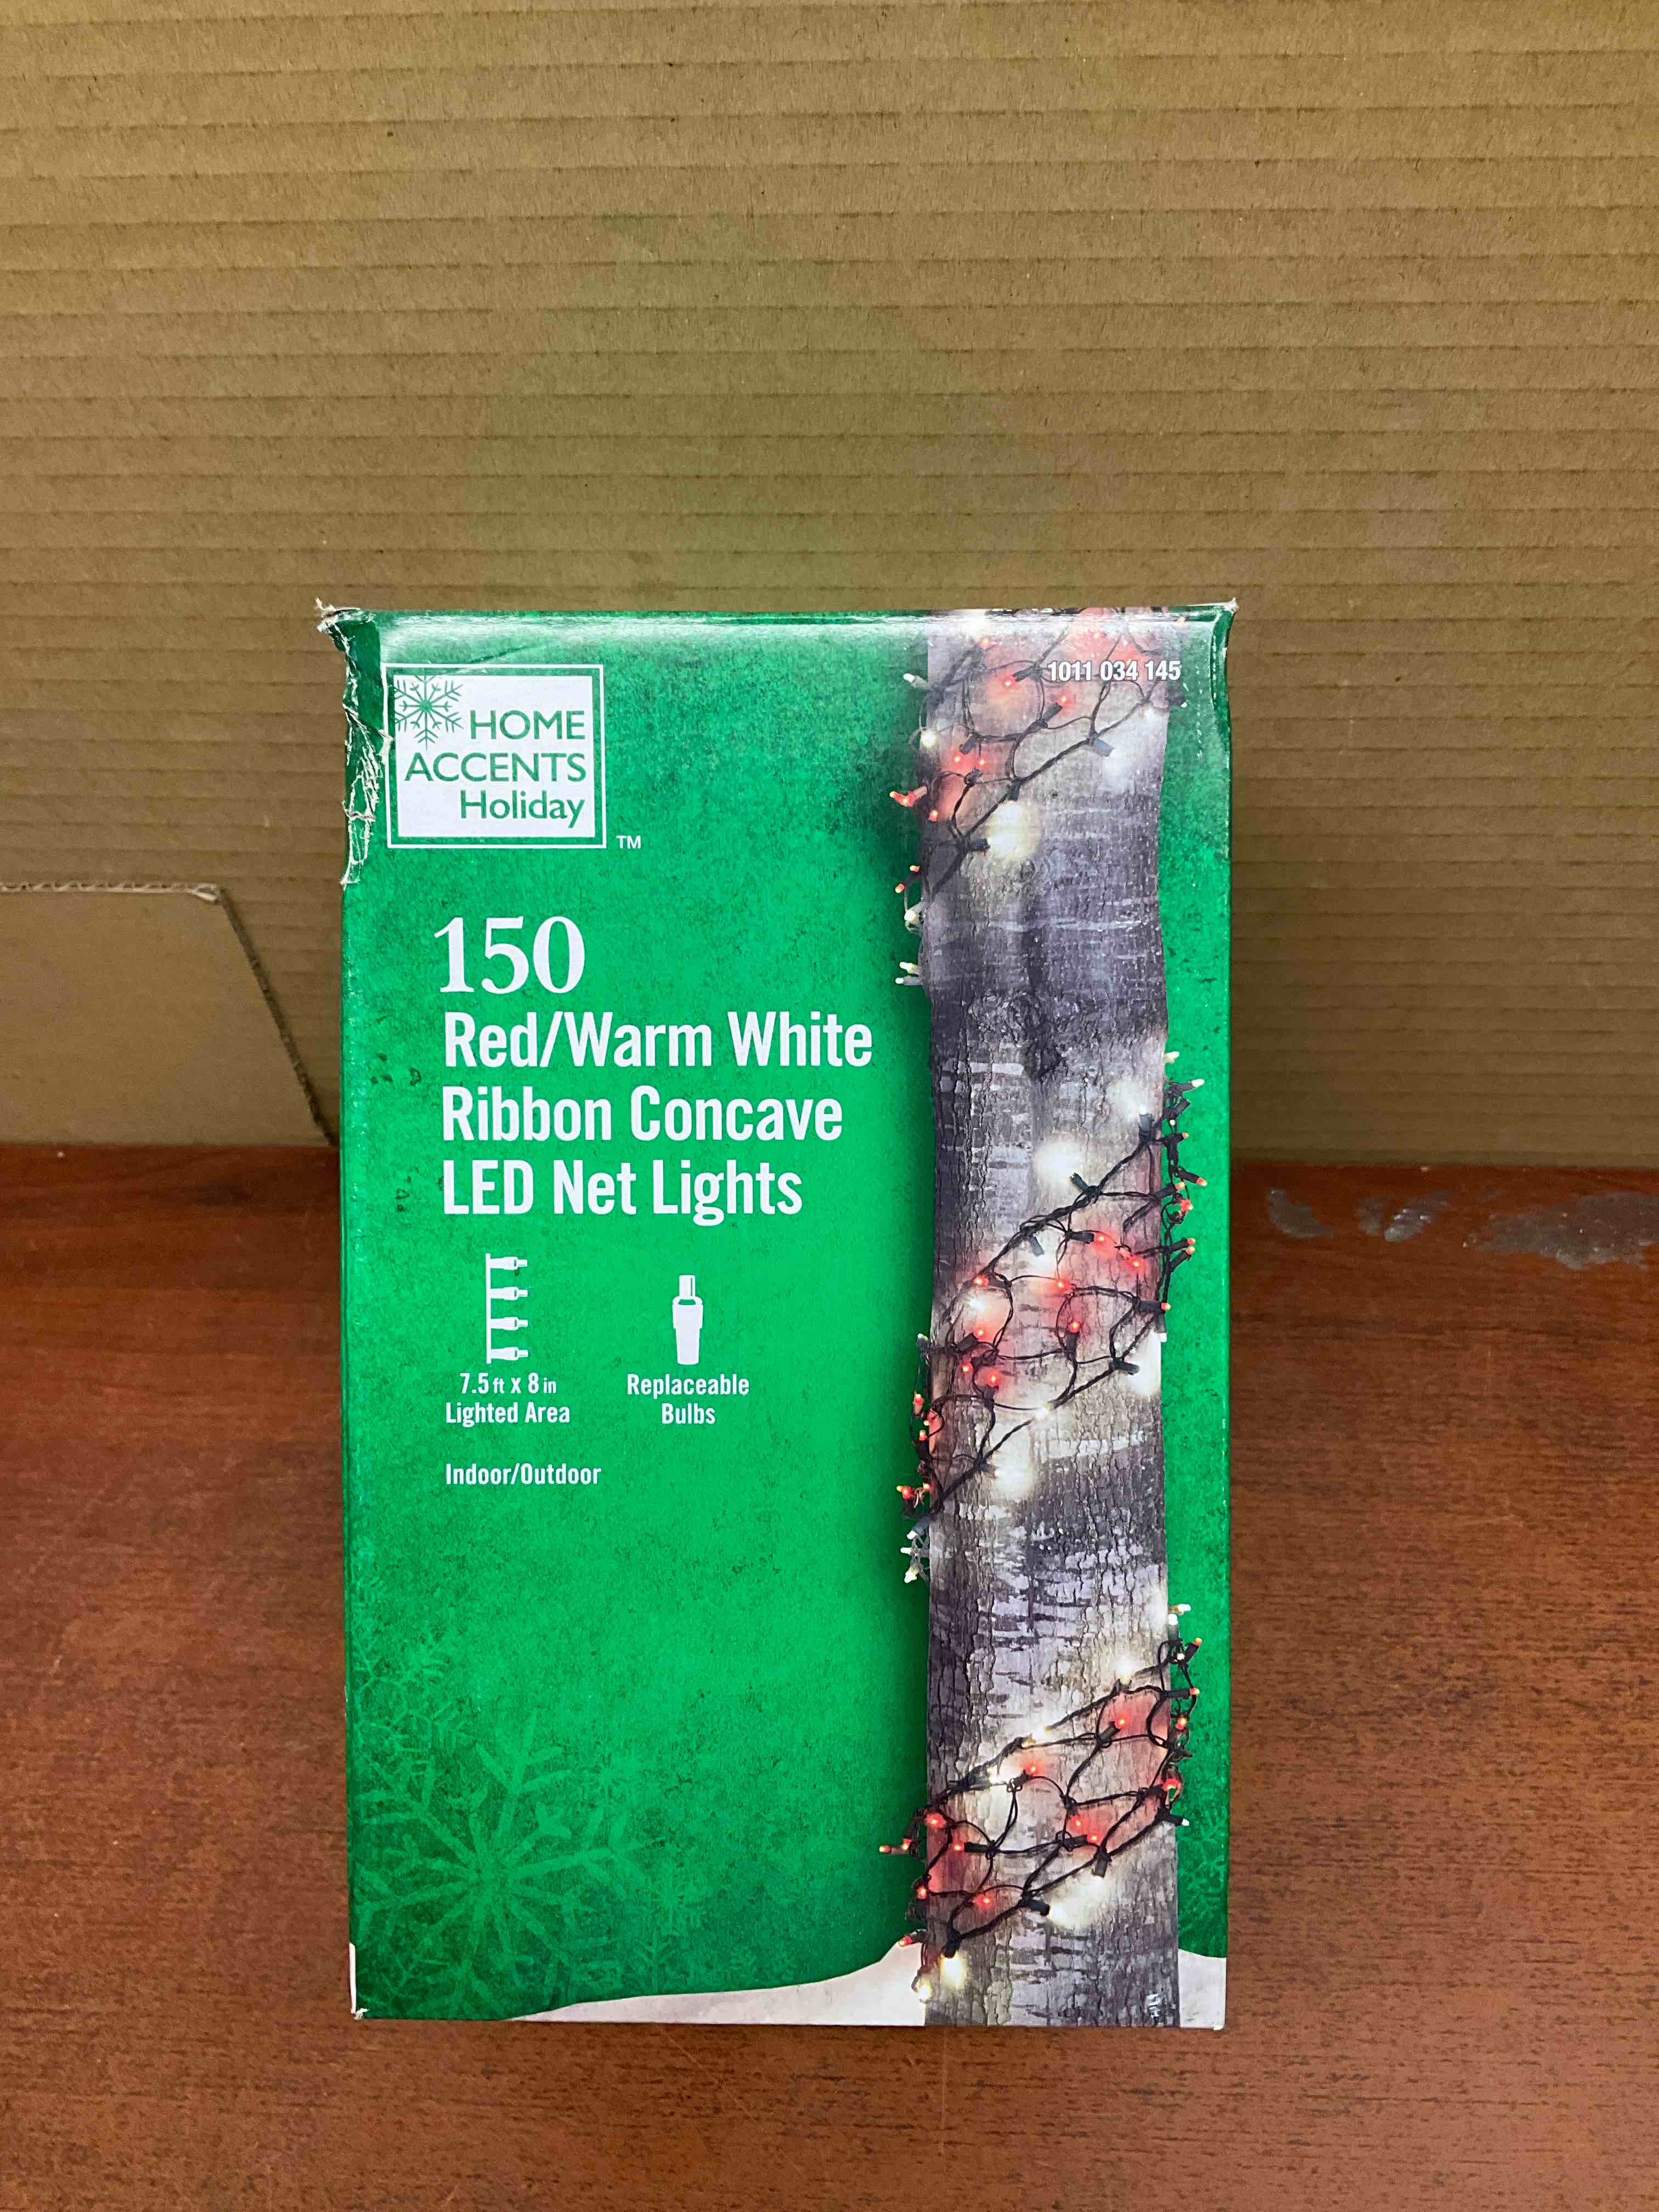 HOME
ACCENTS
Holiday
TM
1011 034 145
150
Red/Warm White
Ribbon Concave
LED Net Lights
7.5 ft x 8 in
Lighted Area
Replaceable
Bulbs
Indoor/Outdoor